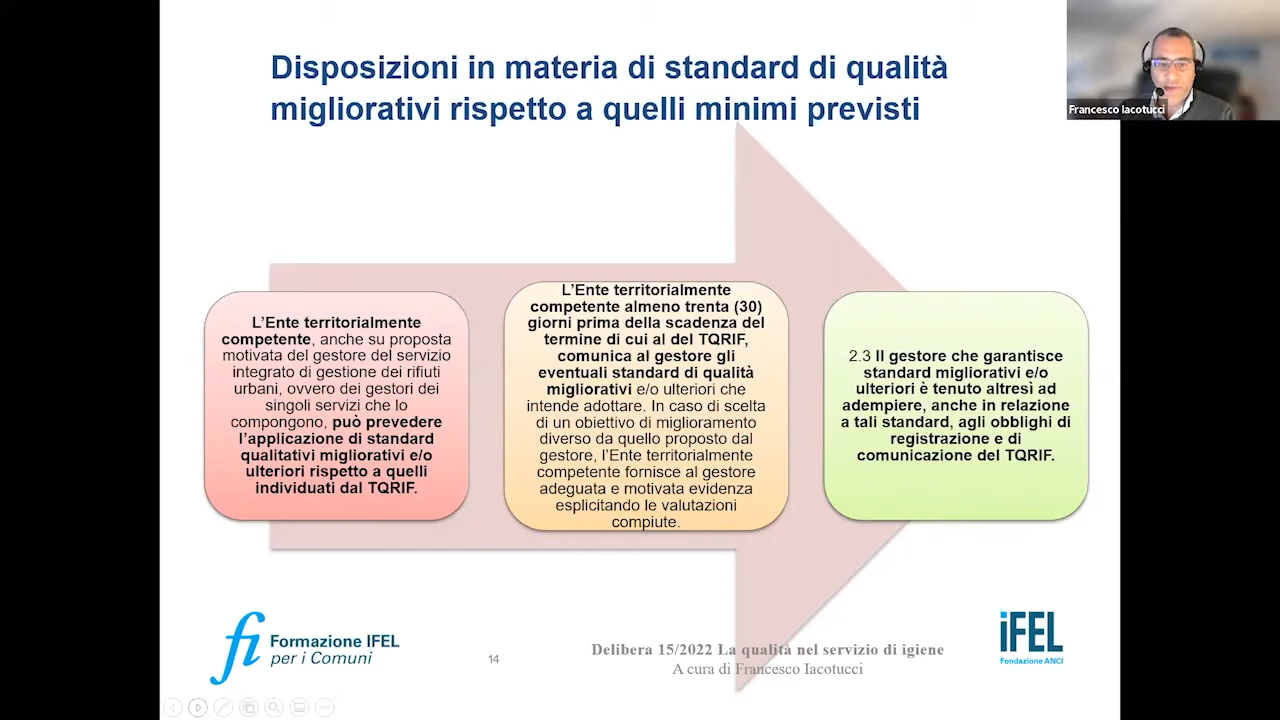 Disposizioni in materia di standard di qualità
migliorativi rispetto a quelli minimi previsti
Francesco Iacotucci
L'Ente territorialmente
competente, anche su proposta
motivata del gestore del servizio
integrato di gestione dei rifiuti
urbani, ovvero dei gestori dei
singoli servizi che lo
compongono, può prevedere
l'applicazione di standard
qualitativi migliorativi e/o
ulteriori rispetto a quelli
individuati dal TQRIF.
L'Ente territorialmente
competente almeno trenta (30)
giorni prima della scadenza del
termine di cui al del TQRIF,
comunica al gestore gli
eventuali standard di qualità
migliorativi e/o ulteriori che
intende adottare. In caso di scelta
di un obiettivo di miglioramento
diverso da quello proposto dal
gestore, l'Ente territorialmente
competente fornisce al gestore
adeguata e motivata evidenza
esplicitando le valutazioni
compiute.
2.3 Il gestore che garantisce
standard migliorativi e/o
ulteriori è tenuto altresì ad
adempiere, anche in relazione
a tali standard, agli obblighi di
registrazione e di
comunicazione del TQRIF.
fi Formazione IFEL
per i Comuni
14
Delibera 15/2022 La qualità nel servizio di igiene
A cura di Francesco Iacotucci
iFEL
Fondazione ANCI